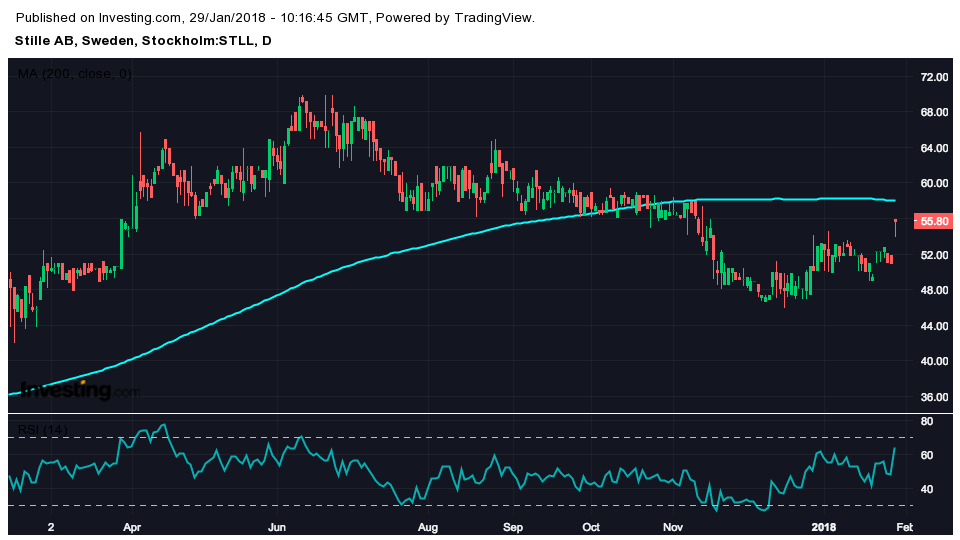 Published on Investing.com, 29/Jan/2018 - 10:16:45 GMT, Powered by TradingView.
Stille AB, Sweden, Stockholm:STLL, D
MA (200, close, 0)
72.00
68.00
64.00
60.00
55.80
52.00
48.00
44.00
40.00
36.00
Investing.com
RSI (14)
80
60
40
2 Apr Jun Aug Sep Oct Nov 2018 Fet